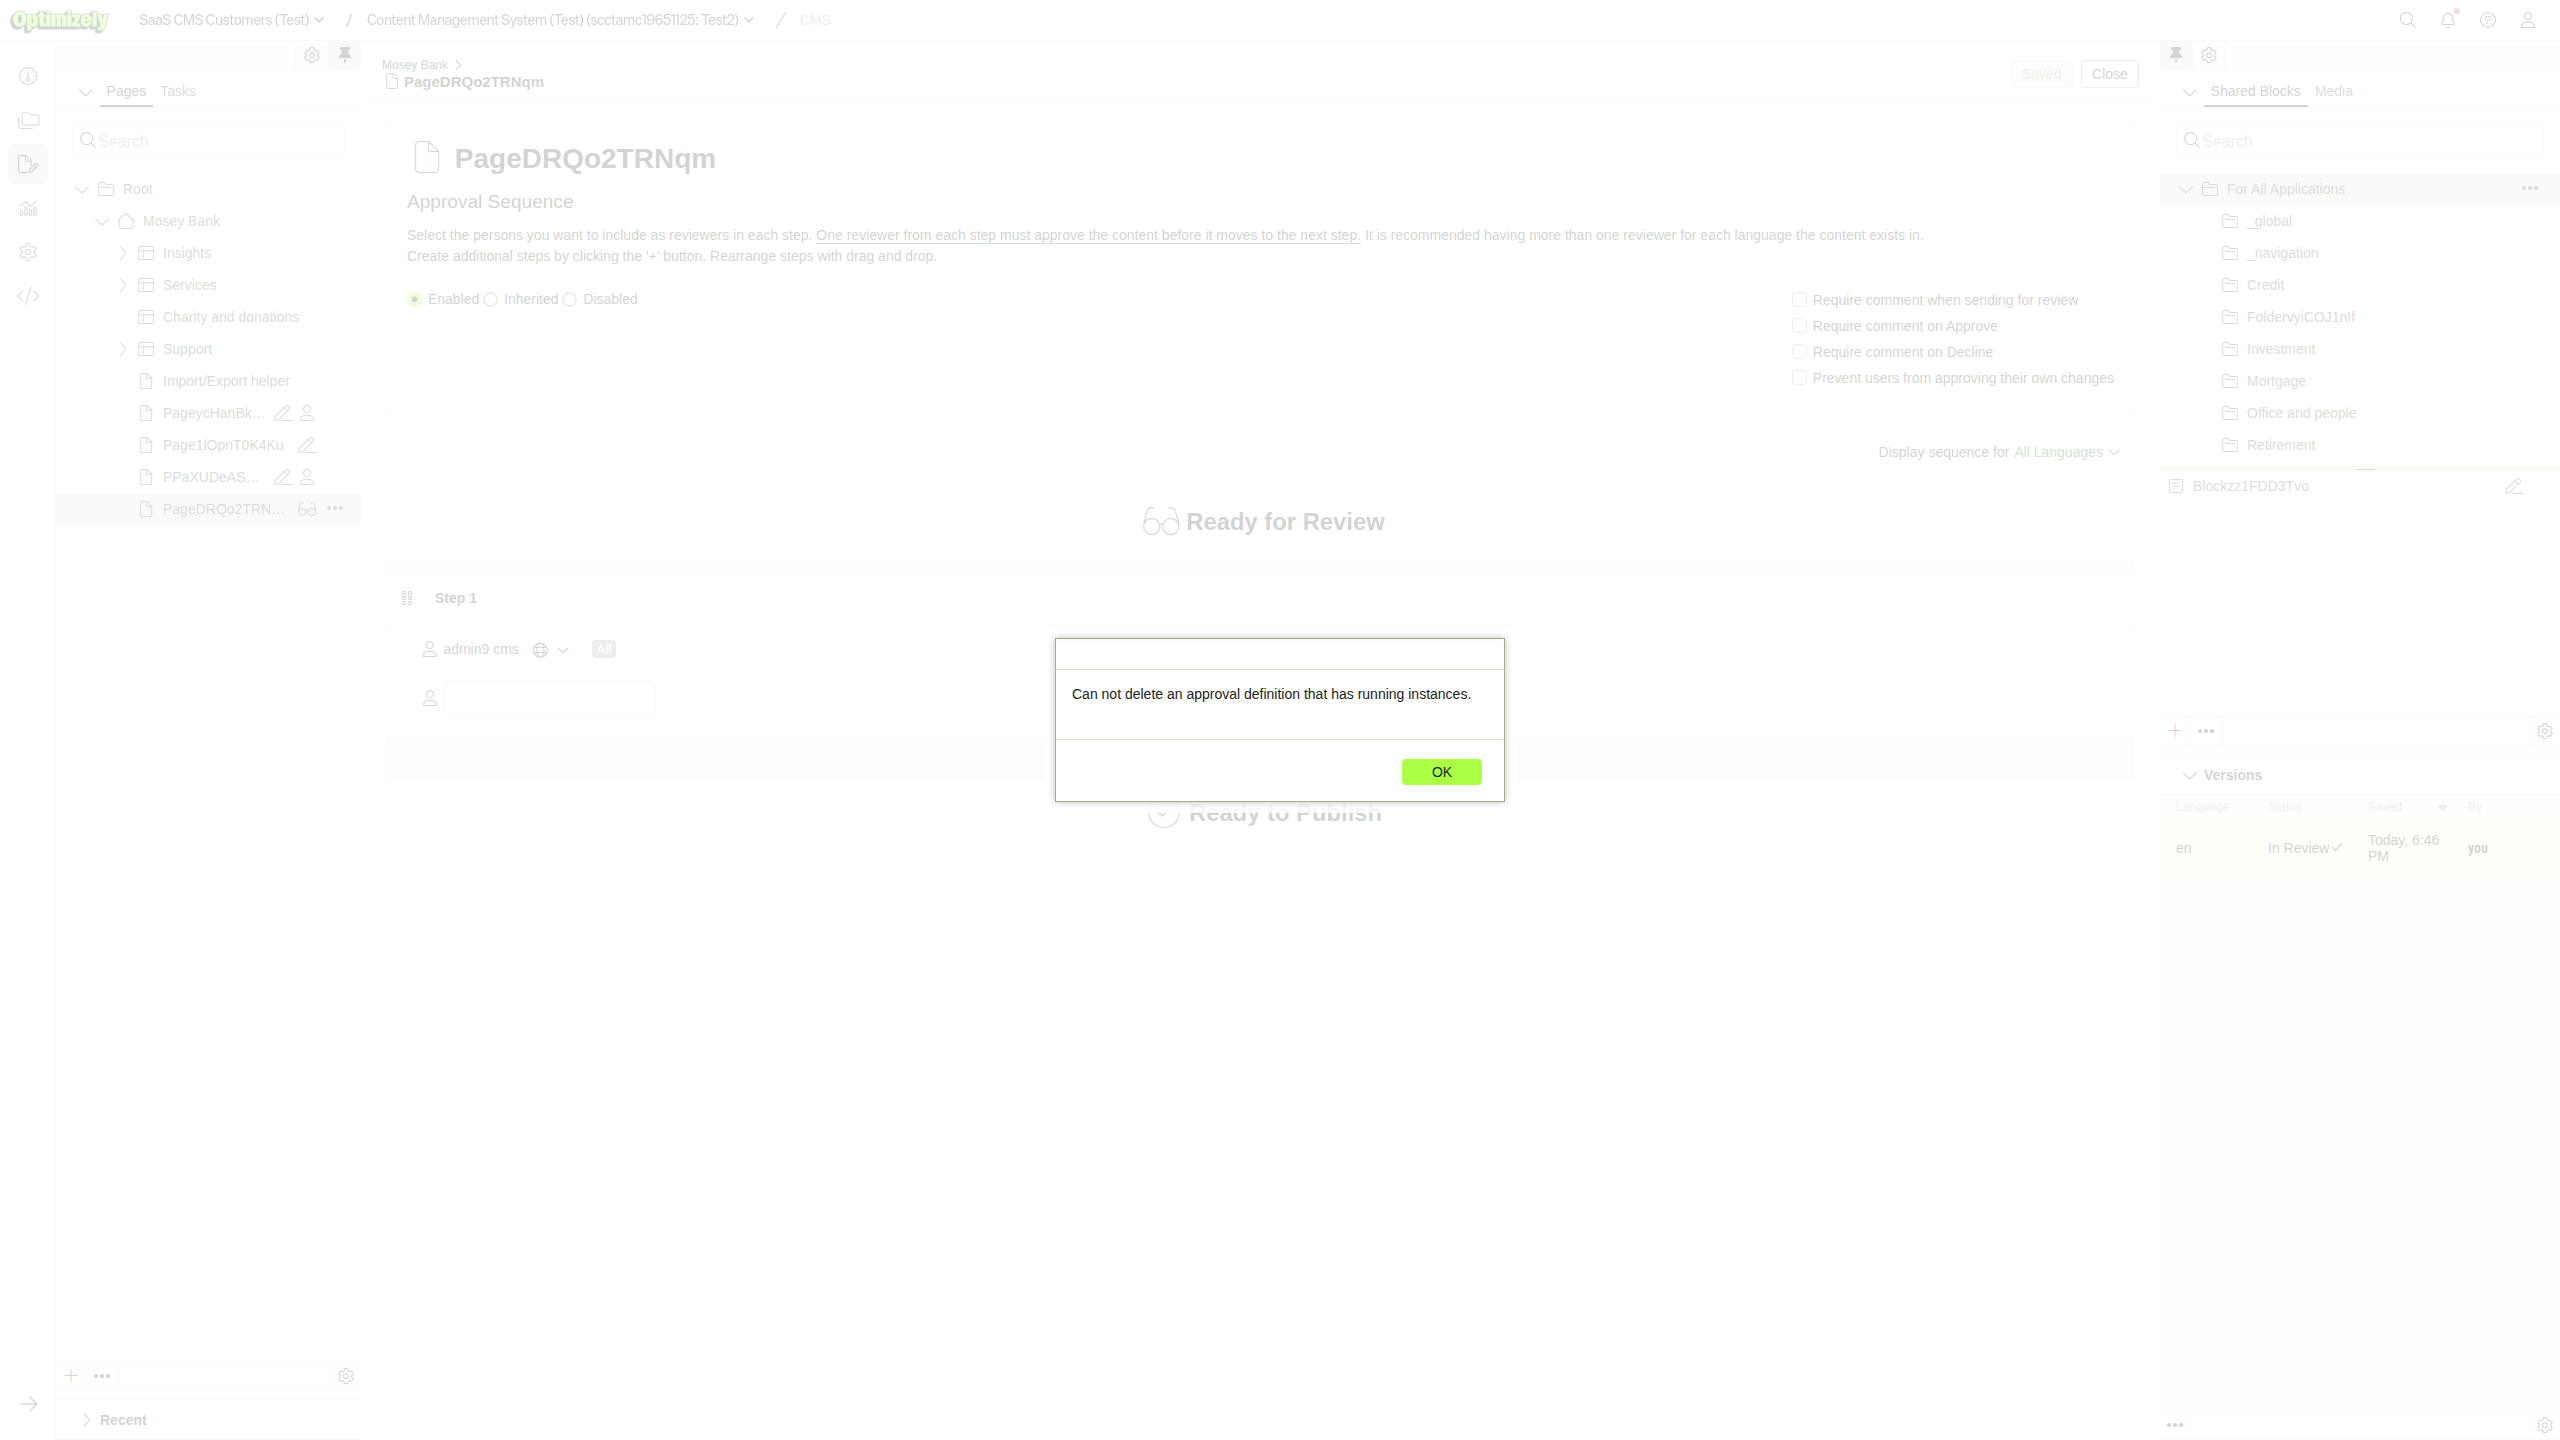 Optimizely
SaaS CMS Customers (Test) / Content Management System (Test) (scctamc19651125: Test2) / CMS
Pages Tasks
Search
Root
Mosey Bank
Insights
Services
Charity and donations
Support
Import/Export helper
PageycHanBk...
Page1lOpnT0K4Ku
PPaXUDeAS...
PageDRQo2TRN...
Recent
Mosey Bank
PageDRQo2TRNqm
Saved Close
PageDRQo2TRNqm
Approval Sequence
Select the persons you want to include as reviewers in each step. One reviewer from each step must approve the content before it moves to the next step. It is recommended having more than one reviewer for each language the content exists in.
Create additional steps by clicking the '+' button. Rearrange steps with drag and drop.
Enabled Inherited Disabled
Require comment when sending for review
Require comment on Approve
Require comment on Decline
Prevent users from approving their own changes
Display sequence for All Languages
Ready for Review
Step 1
admin9 cms All
Can not delete an approval definition that has running instances.
OK
Ready to Publish
Shared Blocks Media
Search
For All Applications
_global
_navigation
Credit
FoldervyiCOJ1nIf
Investment
Mortgage
Office and people
Retirement
Blockzz1FDD3Tvo
Versions
Language Status Saved By
en In Review Today, 6:46 PM you